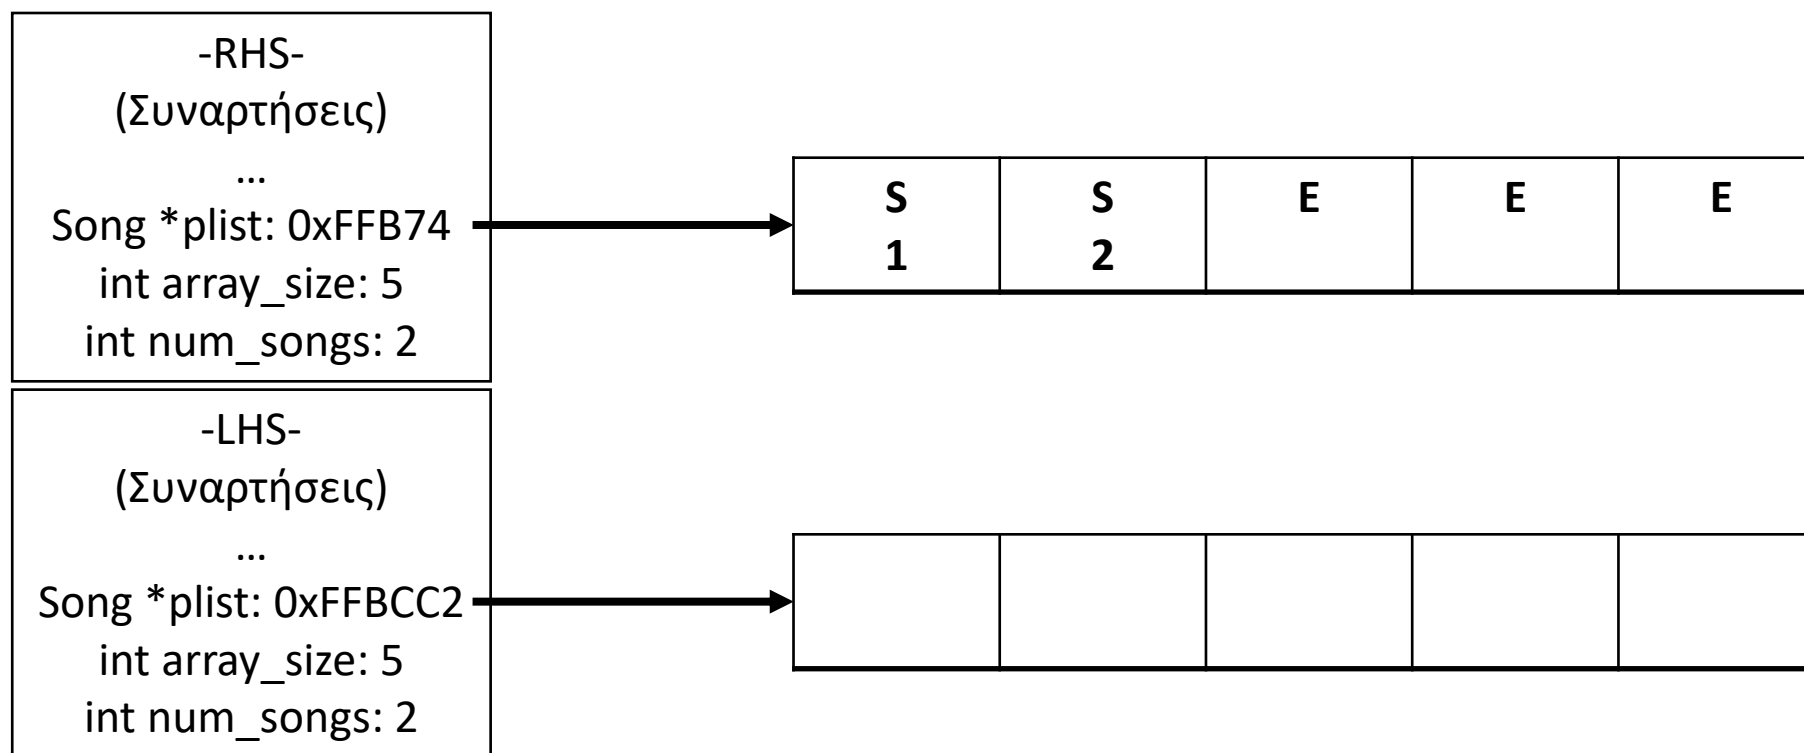 -RHS-
(Συναρτήσεις)
...
Song *plist: 0xFFB74
int array_size: 5
int num_songs: 2
S S E E E
1 2
-LHS-
(Συναρτήσεις)
...
Song *plist: 0xFFBCC2
int array_size: 5
int num_songs: 2